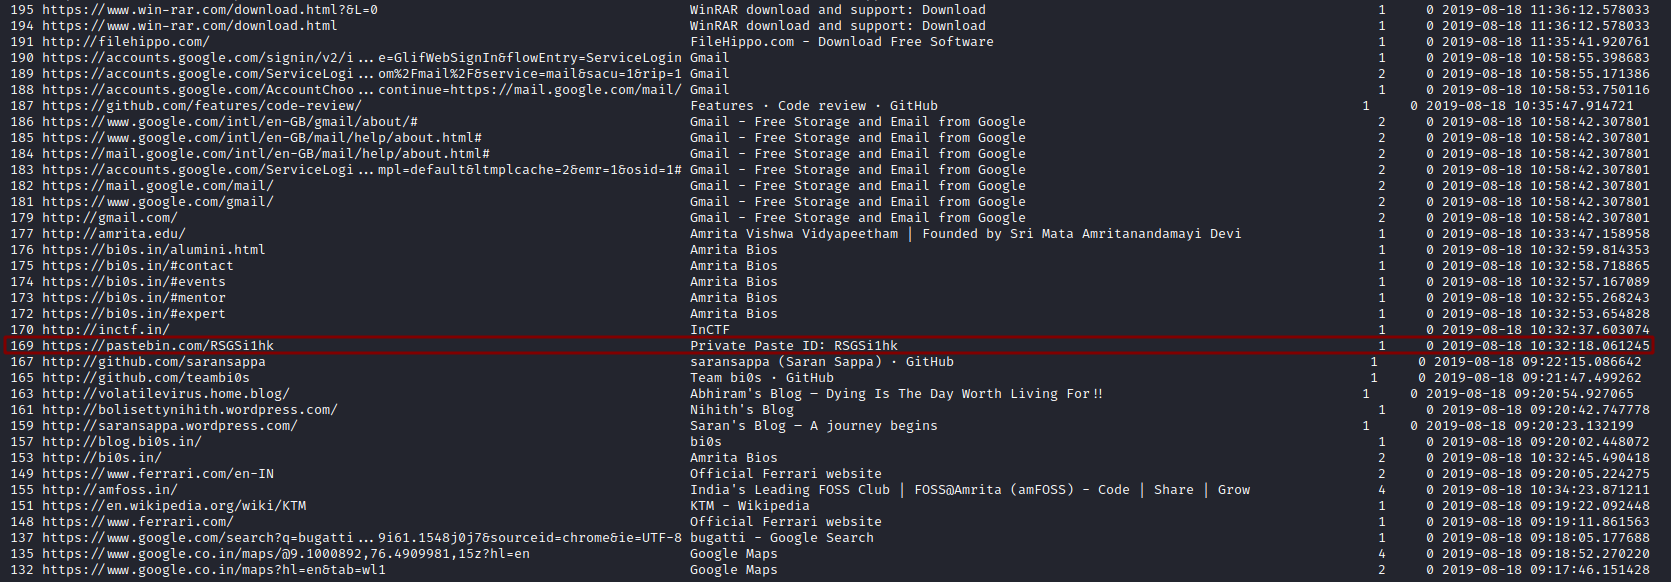 195 https://www.win-rar.com/download.html?&L=0 WinRAR download and support: Download 1 0 2019-08-18 11:36:12.578033
194 https://www.win-rar.com/download.html WinRAR download and support: Download 1 0 2019-08-18 11:36:12.578033
191 http://filehippo.com/ FileHippo.com - Download Free Software 1 0 2019-08-18 11:35:41.920761
190 https://accounts.google.com/signin/v2/i...e=GlifWebSignIn&flowEntry=ServiceLogin Gmail 1 0 2019-08-18 10:58:55.398683
189 https://accounts.google.com/ServiceLogi...om%2Fmail%2F&service=mail&sacu=1&rip=1 Gmail 2 0 2019-08-18 10:58:55.171386
188 https://accounts.google.com/AccountChoo...continue=https://mail.google.com/mail/ Gmail 1 0 2019-08-18 10:58:53.750116
187 https://github.com/features/code-review/ Features · Code review · GitHub 1 0 2019-08-18 10:35:47.914721
186 https://www.google.com/intl/en-GB/gmail/about/# Gmail - Free Storage and Email from Google 2 0 2019-08-18 10:58:42.307801
185 https://www.google.com/intl/en-GB/mail/help/about.html# Gmail - Free Storage and Email from Google 2 0 2019-08-18 10:58:42.307801
184 https://mail.google.com/intl/en-GB/mail/help/about.html# Gmail - Free Storage and Email from Google 2 0 2019-08-18 10:58:42.307801
183 https://accounts.google.com/ServiceLogi...mpl=default&ltmplcache=2&emr=1&osid=1# Gmail - Free Storage and Email from Google 2 0 2019-08-18 10:58:42.307801
182 https://mail.google.com/mail/ Gmail - Free Storage and Email from Google 2 0 2019-08-18 10:58:42.307801
181 https://www.google.com/gmail/ Gmail - Free Storage and Email from Google 2 0 2019-08-18 10:58:42.307801
179 http://gmail.com/ Gmail - Free Storage and Email from Google 2 0 2019-08-18 10:58:42.307801
177 http://amrita.edu/ Amrita Vishwa Vidyapeetham | Founded by Sri Mata Amritanandamayi Devi 1 0 2019-08-18 10:33:47.158958
176 https://bi0s.in/alumini.html Amrita Bios 1 0 2019-08-18 10:32:59.814353
175 https://bi0s.in/#contact Amrita Bios 1 0 2019-08-18 10:32:58.718865
174 https://bi0s.in/#events Amrita Bios 1 0 2019-08-18 10:32:57.167089
173 https://bi0s.in/#mentor Amrita Bios 1 0 2019-08-18 10:32:55.268243
172 https://bi0s.in/#expert Amrita Bios 1 0 2019-08-18 10:32:53.654828
170 http://inctf.in/ InCTF 1 0 2019-08-18 10:32:37.603074
169 https://pastebin.com/RSGSi1hk Private Paste ID: RSGSi1hk 1 0 2019-08-18 10:32:18.061245
167 http://github.com/saransappa saransappa (Saran Sappa) · GitHub 1 0 2019-08-18 09:22:15.086642
165 http://github.com/teambi0s Team bi0s · GitHub 1 0 2019-08-18 09:21:47.499262
163 http://volatilevirus.home.blog/ Abhiram's Blog – Dying Is The Day Worth Living For!! 1 0 2019-08-18 09:20:54.927065
161 http://bolisettynihith.wordpress.com/ Nihith's Blog 1 0 2019-08-18 09:20:42.747778
159 http://saransappa.wordpress.com/ Saran's Blog – A journey begins 1 0 2019-08-18 09:20:23.132199
157 http://blog.bi0s.in/ bi0s 1 0 2019-08-18 09:20:02.448072
153 http://bi0s.in/ Amrita Bios 2 0 2019-08-18 10:32:45.490418
149 https://www.ferrari.com/en-IN Official Ferrari website 2 0 2019-08-18 09:20:05.224275
155 http://amfoss.in/ India's Leading FOSS Club | FOSS@Amrita (amFOSS) - Code | Share | Grow 4 0 2019-08-18 10:34:23.871211
151 https://en.wikipedia.org/wiki/KTM KTM - Wikipedia 1 0 2019-08-18 09:19:22.092448
148 https://www.ferrari.com/ Official Ferrari website 2 0 2019-08-18 09:19:11.861563
137 https://www.google.com/search?q=bugatti...9i61.1548j0j7&sourceid=chrome&ie=UTF-8 bugatti - Google Search 1 0 2019-08-18 09:18:05.177688
135 https://www.google.co.in/maps/@9.1000892,76.4909981,15z?hl=en Google Maps 4 0 2019-08-18 09:18:52.270220
132 https://www.google.co.in/maps?hl=en&tab=wl1 Google Maps 2 0 2019-08-18 09:17:46.151428